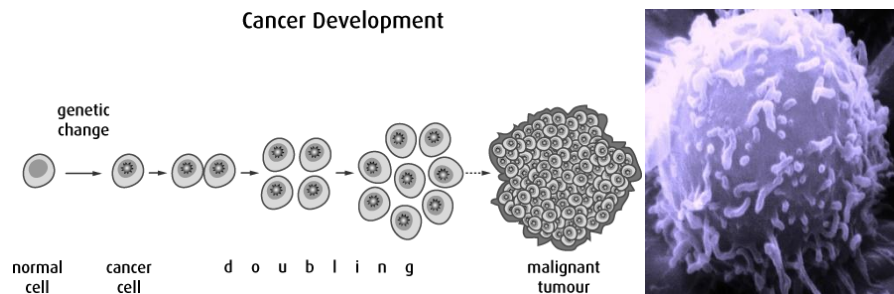 Cancer Development
genetic
change
normal
cell
cancer
cell
d o u b l i n g
malignant
tumour